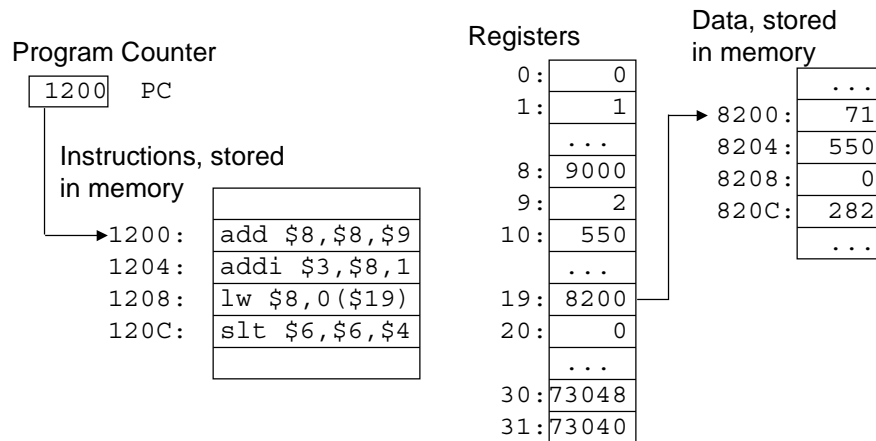 Program Counter
1200 PC
Instructions, stored
in memory
1200: add $8,$8,$9
1204: addi $3,$8,1
1208: lw $8,0($19)
120C: slt $6,$6,$4
Registers
0: 0
1: 1
...
8: 9000
9: 2
10: 550
...
19: 8200
20: 0
...
30: 73048
31: 73040
Data, stored
in memory
...
8200: 71
8204: 550
8208: 0
820C: 282
...